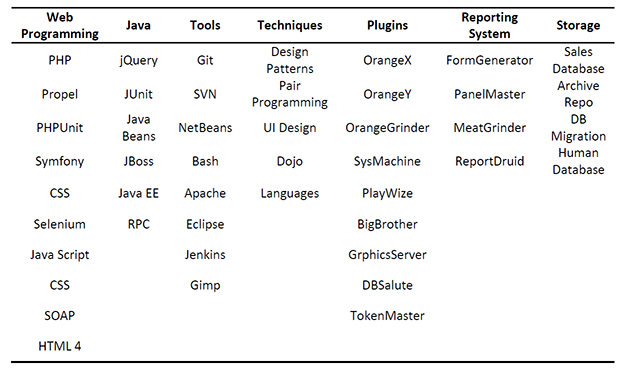 Web Programming Java Tools Techniques Plugins Reporting System Storage
PHP jQuery Git Design Patterns OrangeX FormGenerator Sales Database
Propel JUnit SVN Pair Programming OrangeY PanelMaster Archive Repo
PHPUnit Java Beans NetBeans UI Design OrangeGrinder MeatGrinder DB Migration
Symfony JBoss Bash Dojo SysMachine ReportDruid Human Database
CSS Java EE Apache Languages PlayWize
Selenium RPC Eclipse BigBrother
Java Script Jenkins GrphicsServer
CSS Gimp DBSalute
SOAP TokenMaster
HTML 4